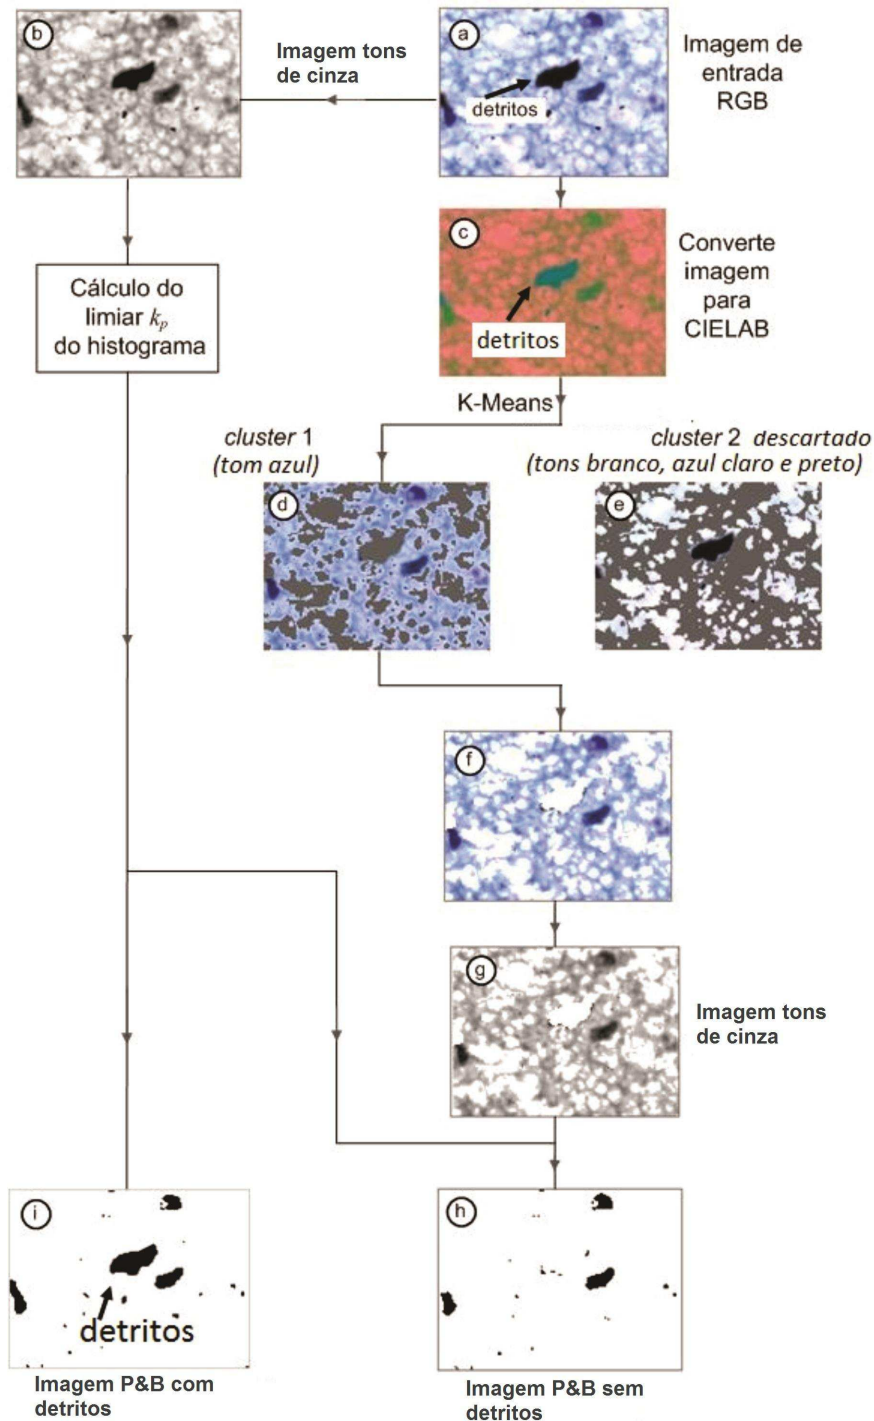 b
Imagem tons
de cinza
a
detritos
Imagem de
entrada
RGB
c
detritos
Converte
imagem
para
CIELAB
Cálculo do
limiar kp
do histograma
K-Means
cluster 1
(tom azul)
cluster 2 descartado
(tons branco, azul claro e preto)
d
e
f
g
Imagem tons
de cinza
i
detritos
h
Imagem P&B com
detritos
Imagem P&B sem
detritos